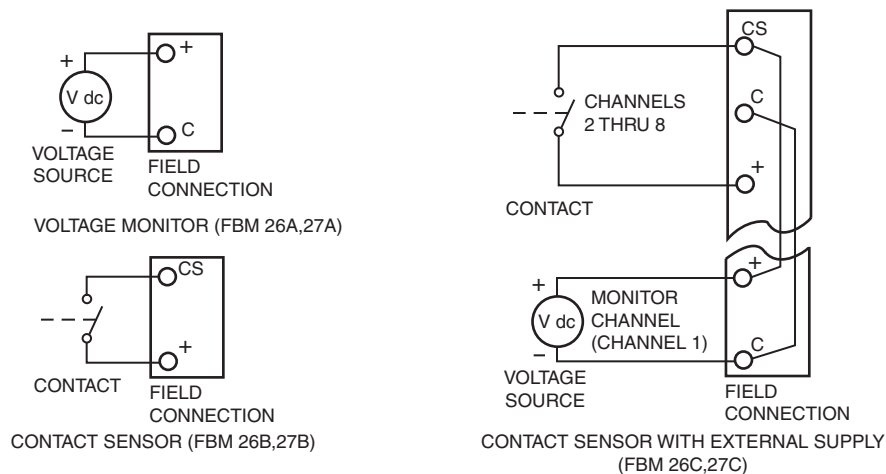 +
+
V dc
−
C
VOLTAGE
SOURCE
FIELD
CONNECTION
VOLTAGE MONITOR (FBM 26A,27A)
CS
+
CONTACT
FIELD
CONNECTION
CONTACT SENSOR (FBM 26B,27B)
CS
CHANNELS
2 THRU 8
C
+
CONTACT
+
+
V dc
MONITOR
CHANNEL
(CHANNEL 1)
−
C
VOLTAGE
SOURCE
FIELD
CONNECTION
CONTACT SENSOR WITH EXTERNAL SUPPLY
(FBM 26C,27C)